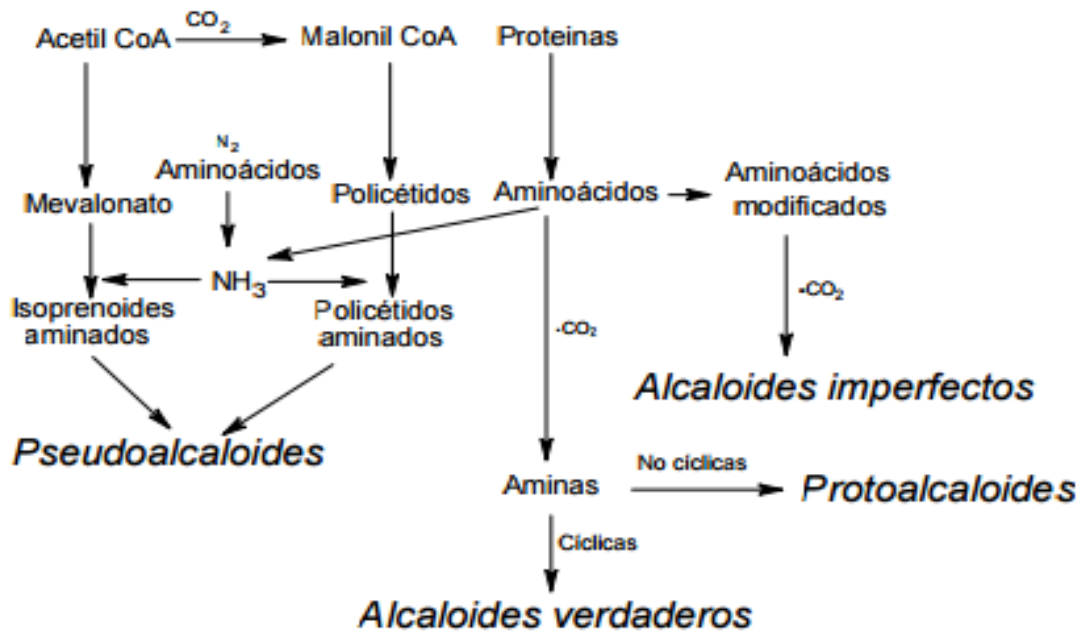 Acetil CoA
CO2
Malonil CoA
Proteinas
N2
Aminoácidos
Mevalonato
Policétidos
Aminoácidos
Aminoácidos
modificados
NH3
-CO2
Isoprenoides
aminados
Policétidos
aminados
-CO2
Alcaloides imperfectos
Pseudoalcaloides
Aminas
No cíclicas
Protoalcaloides
Cíclicas
Alcaloides verdaderos